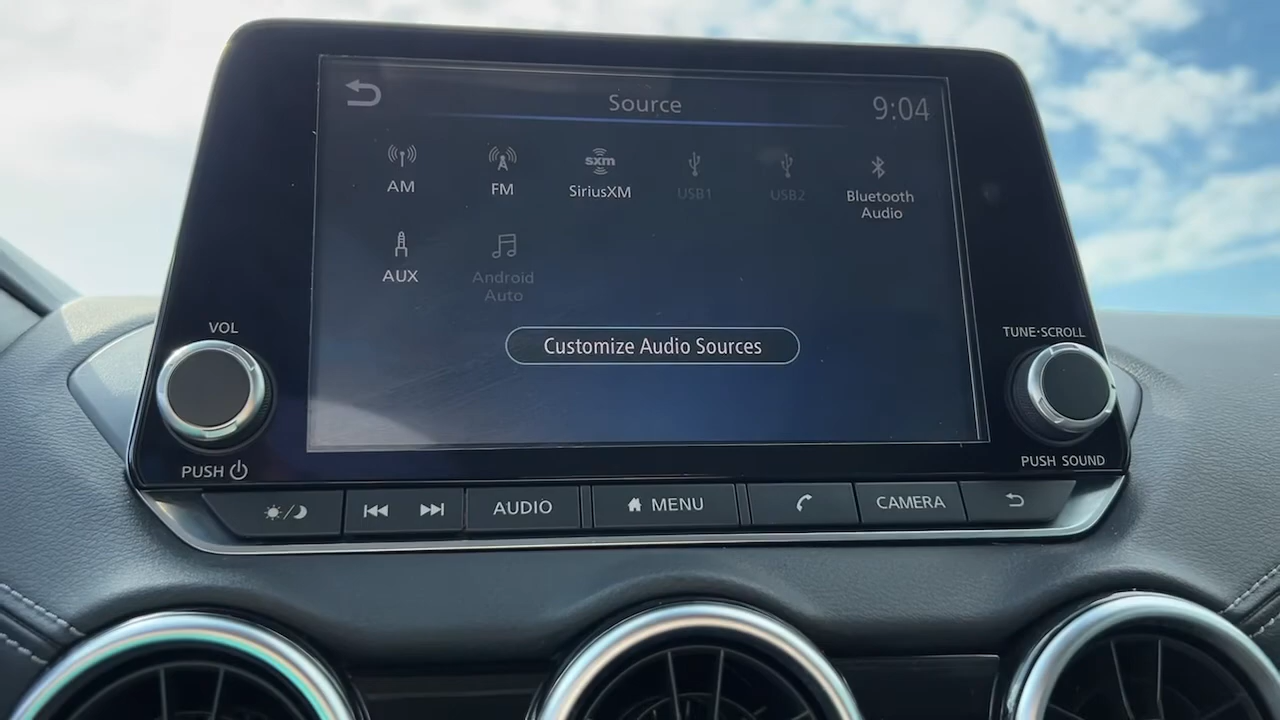 Source
9:04
AM
FM
sxm
SiriusXM
USB1
USB2
Bluetooth
Audio
AUX
Android
Auto
Customize Audio Sources
VOL
PUSH
TUNE·SCROLL
PUSH SOUND
AUDIO
MENU
CAMERA